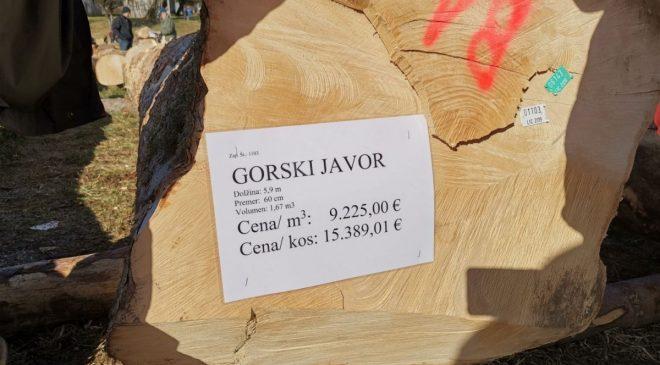 Zap. Št.: 1103
GORSKI JAVOR
Dolžina: 5,9 m
Premer: 60 cm
Volumen: 1,67 m3
Cena/ m³: 9.225,00 €
Cena/ kos: 15.389,01 €
01103